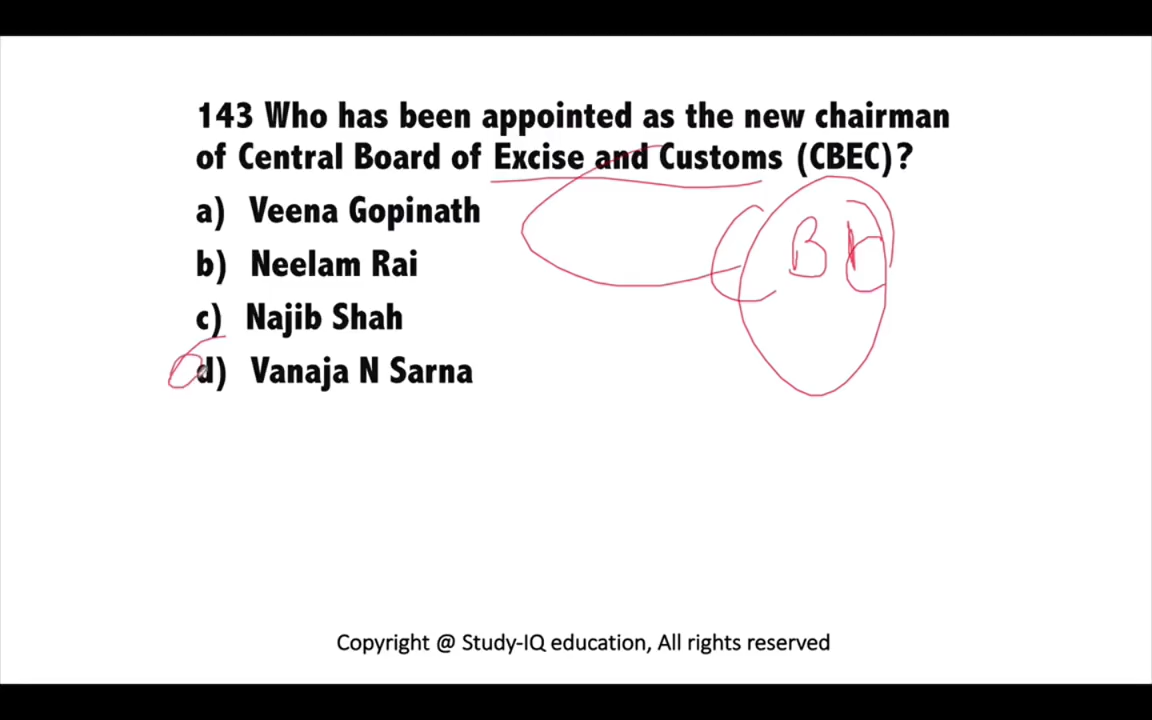 143 Who has been appointed as the new chairman
of Central Board of Excise and Customs (CBEC)?
a) Veena Gopinath
b) Neelam Rai
c) Najib Shah
d) Vanaja N Sarna
Copyright @ Study-IQ education, All rights reserved